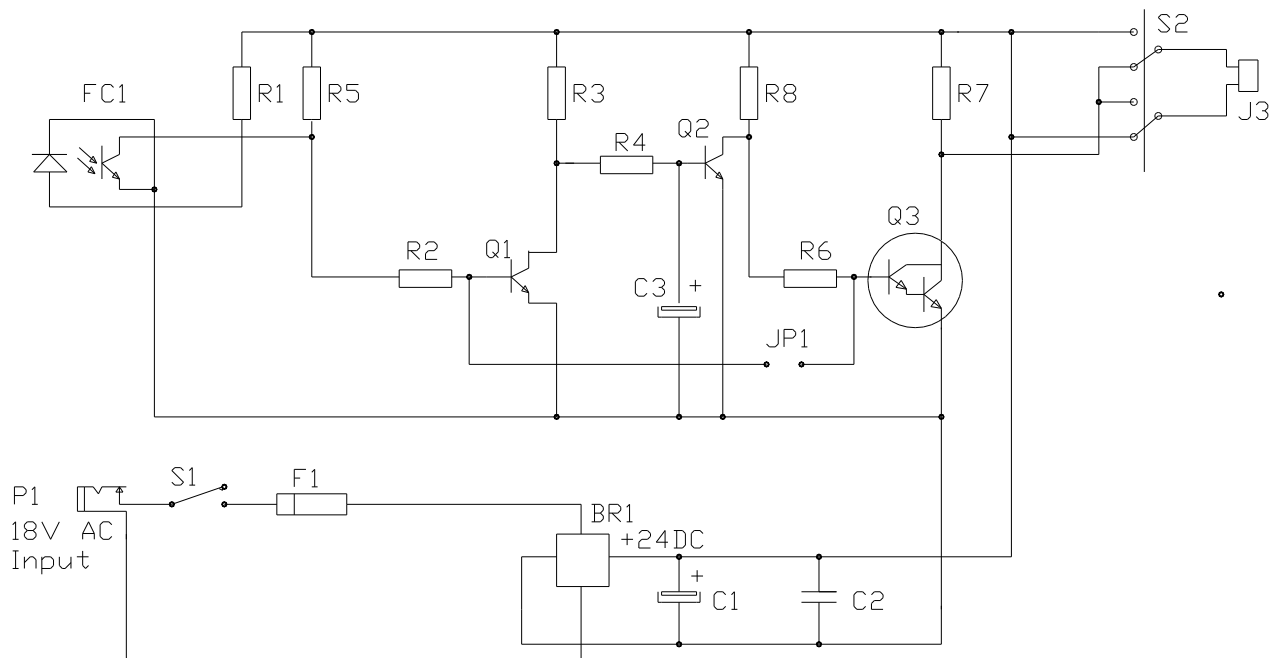 S2
FC1
R1
R5
R3
R8
R7
J3
R4
Q2
Q3
R2
Q1
R6
C3
+
JP1
S1
F1
P1
18V AC
Input
BR1
+24DC
+
C1
C2